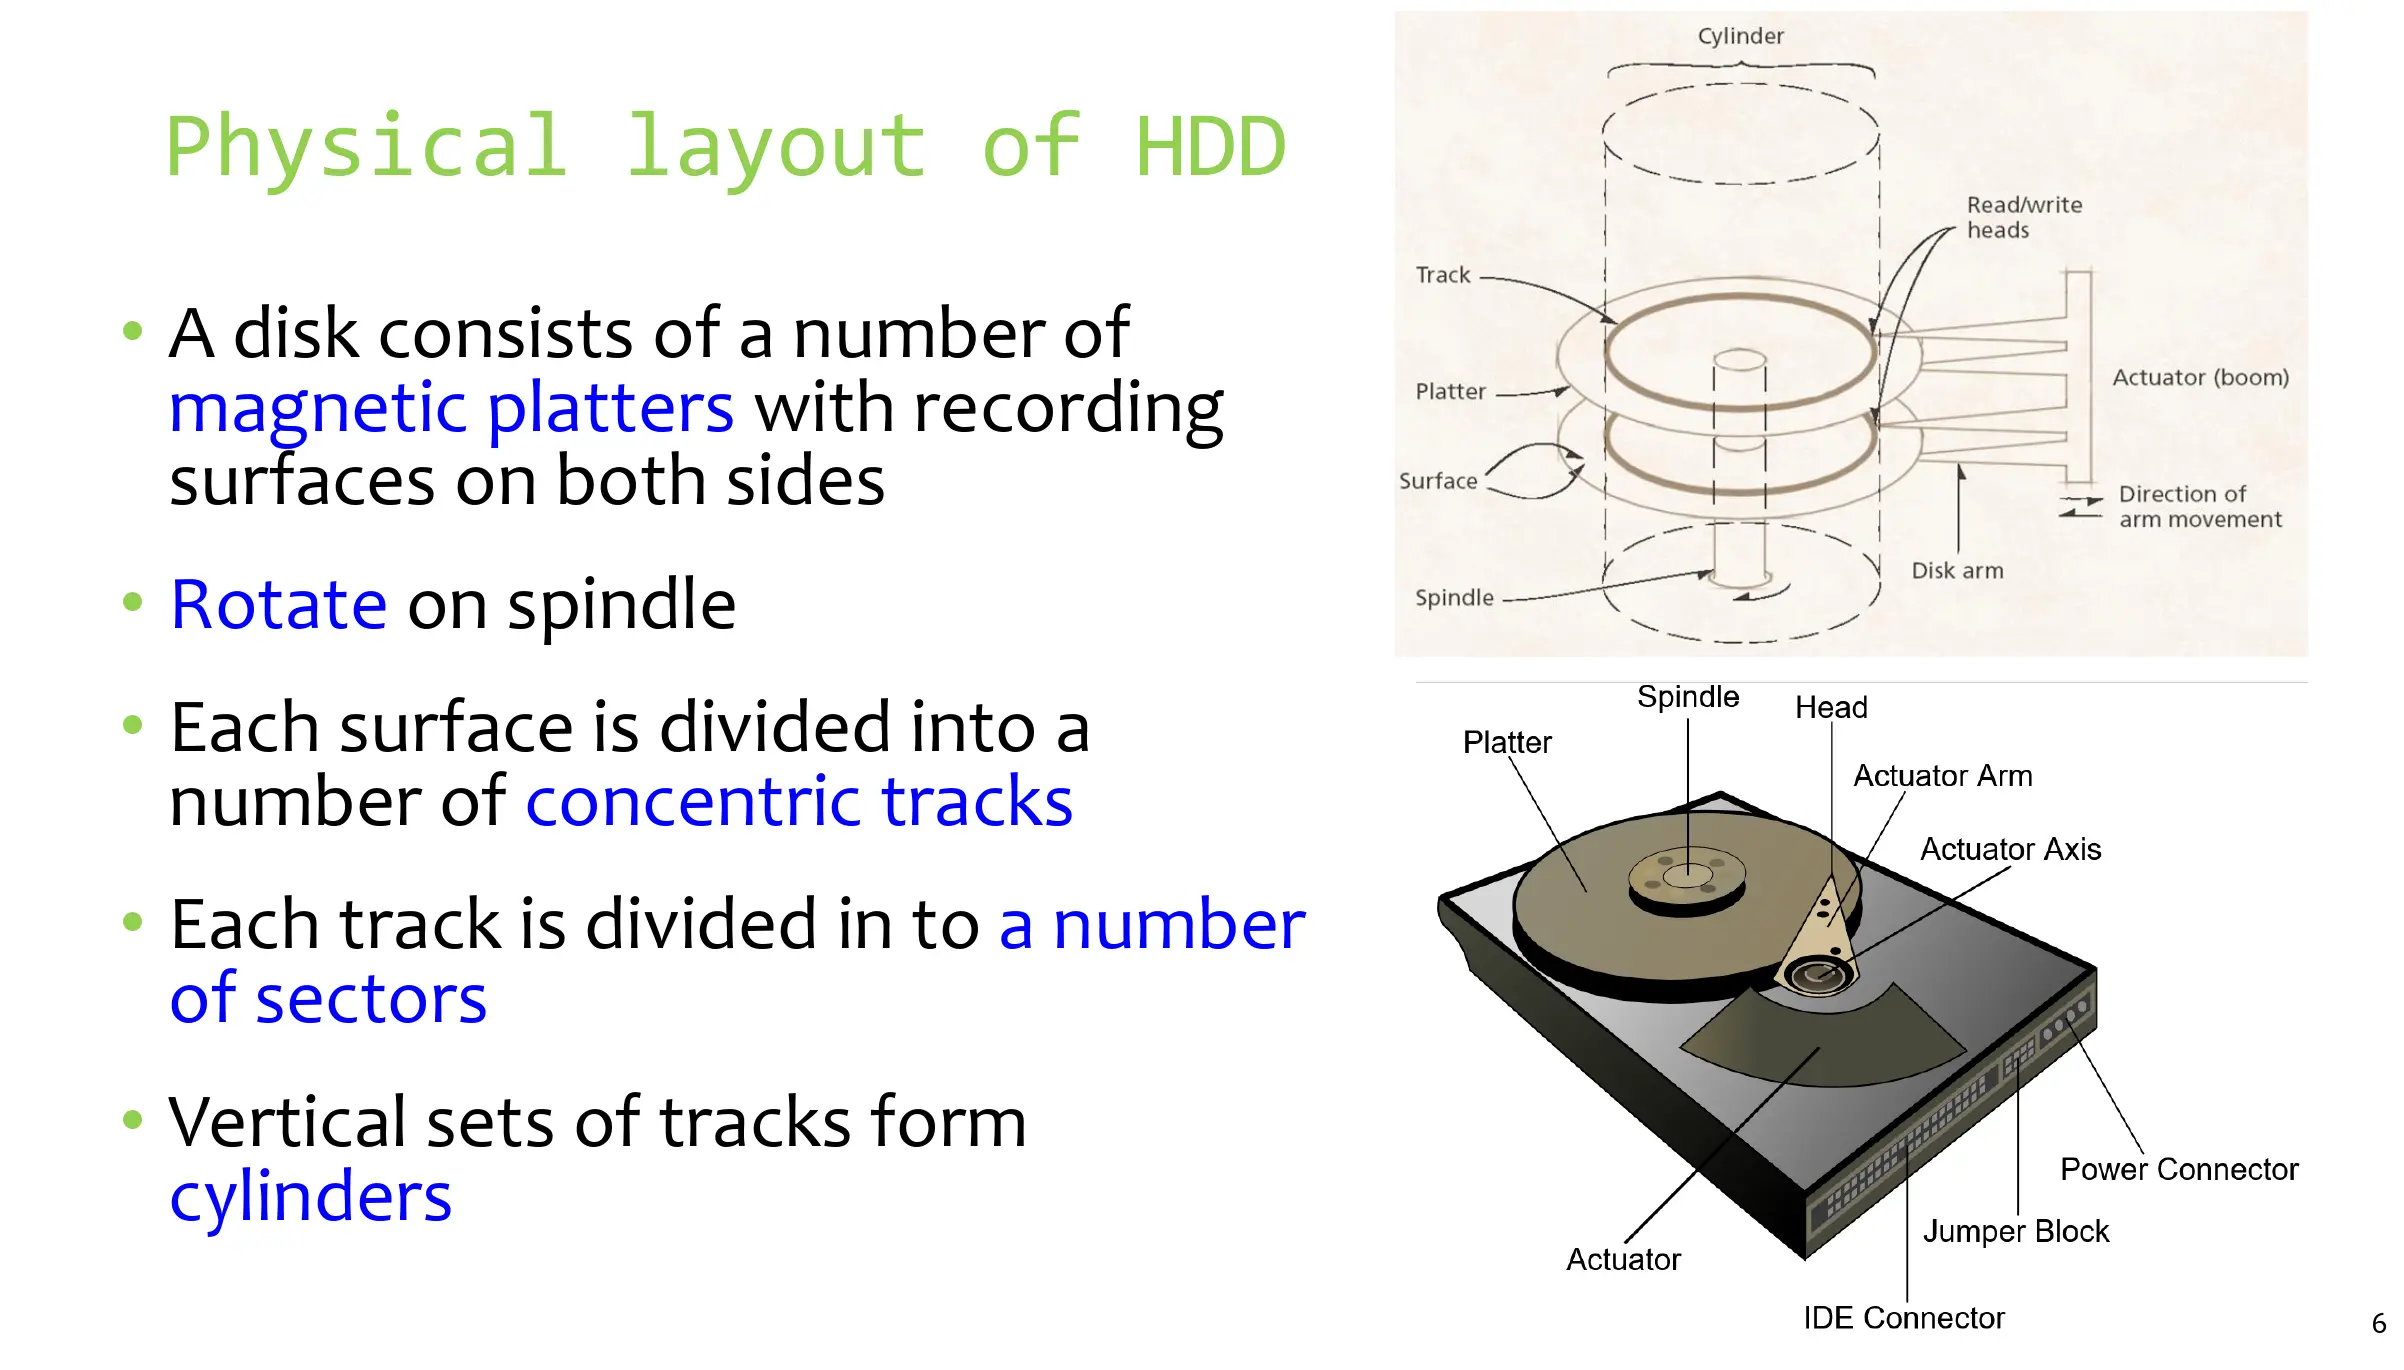 Physical layout of HDD
• A disk consists of a number of
magnetic platters with recording
surfaces on both sides
• Rotate on spindle
• Each surface is divided into a
number of concentric tracks
• Each track is divided in to a number
of sectors
• Vertical sets of tracks form
cylinders
Cylinder
Read/write
heads
Track
Actuator (boom)
Platter
Surface
Direction of
arm movement
Disk arm
Spindle
Spindle
Head
Platter
Actuator Arm
Actuator Axis
Power Connector
Jumper Block
Actuator
IDE Connector
6